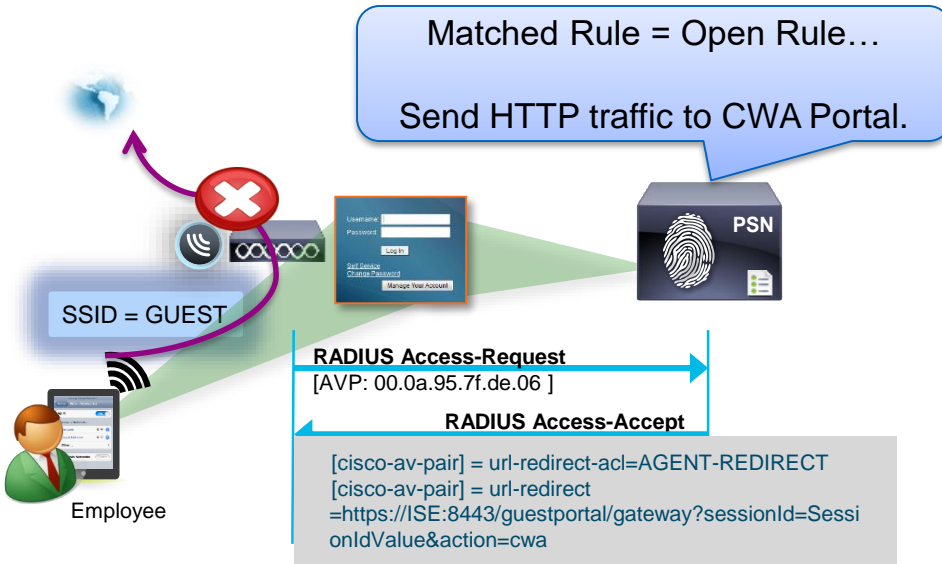 Matched Rule = Open Rule…
Send HTTP traffic to CWA Portal.
PSN
Username:
Password:
Log In
Self Service
Change Password
Manage Your Account
SSID = GUEST
RADIUS Access-Request
[AVP: 00.0a.95.7f.de.06 ]
RADIUS Access-Accept
[cisco-av-pair] = url-redirect-acl=AGENT-REDIRECT
[cisco-av-pair] = url-redirect
=https://ISE:8443/guestportal/gateway?sessionId=Sessi
onIdValue&action=cwa
Employee